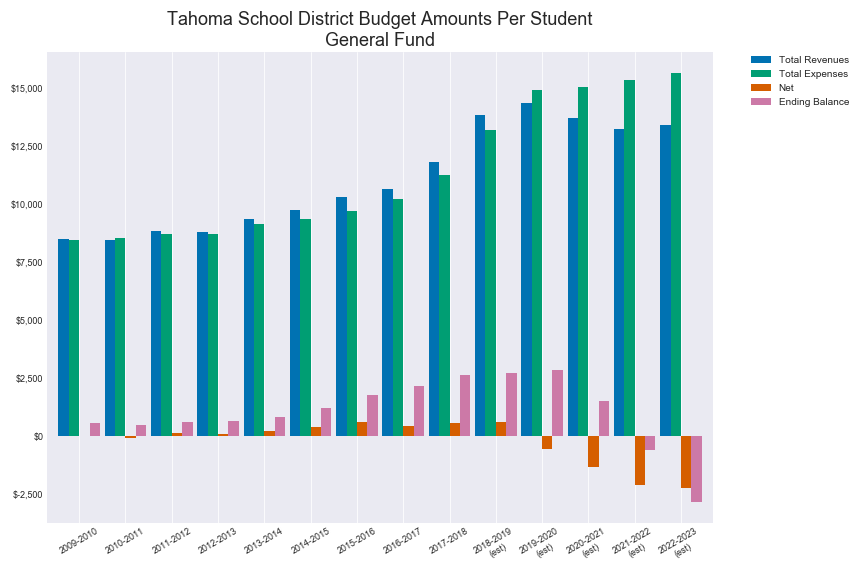 Tahoma School District Budget Amounts Per Student
General Fund
Total Revenues
Total Expenses
Net
Ending Balance
$15,000
$12,500
$10,000
$7,500
$5,000
$2,500
$0
$-2,500
2009-2010
2010-2011
2011-2012
2012-2013
2013-2014
2014-2015
2015-2016
2016-2017
2017-2018
2018-2019
(est)
2019-2020
(est)
2020-2021
(est)
2021-2022
(est)
2022-2023
(est)